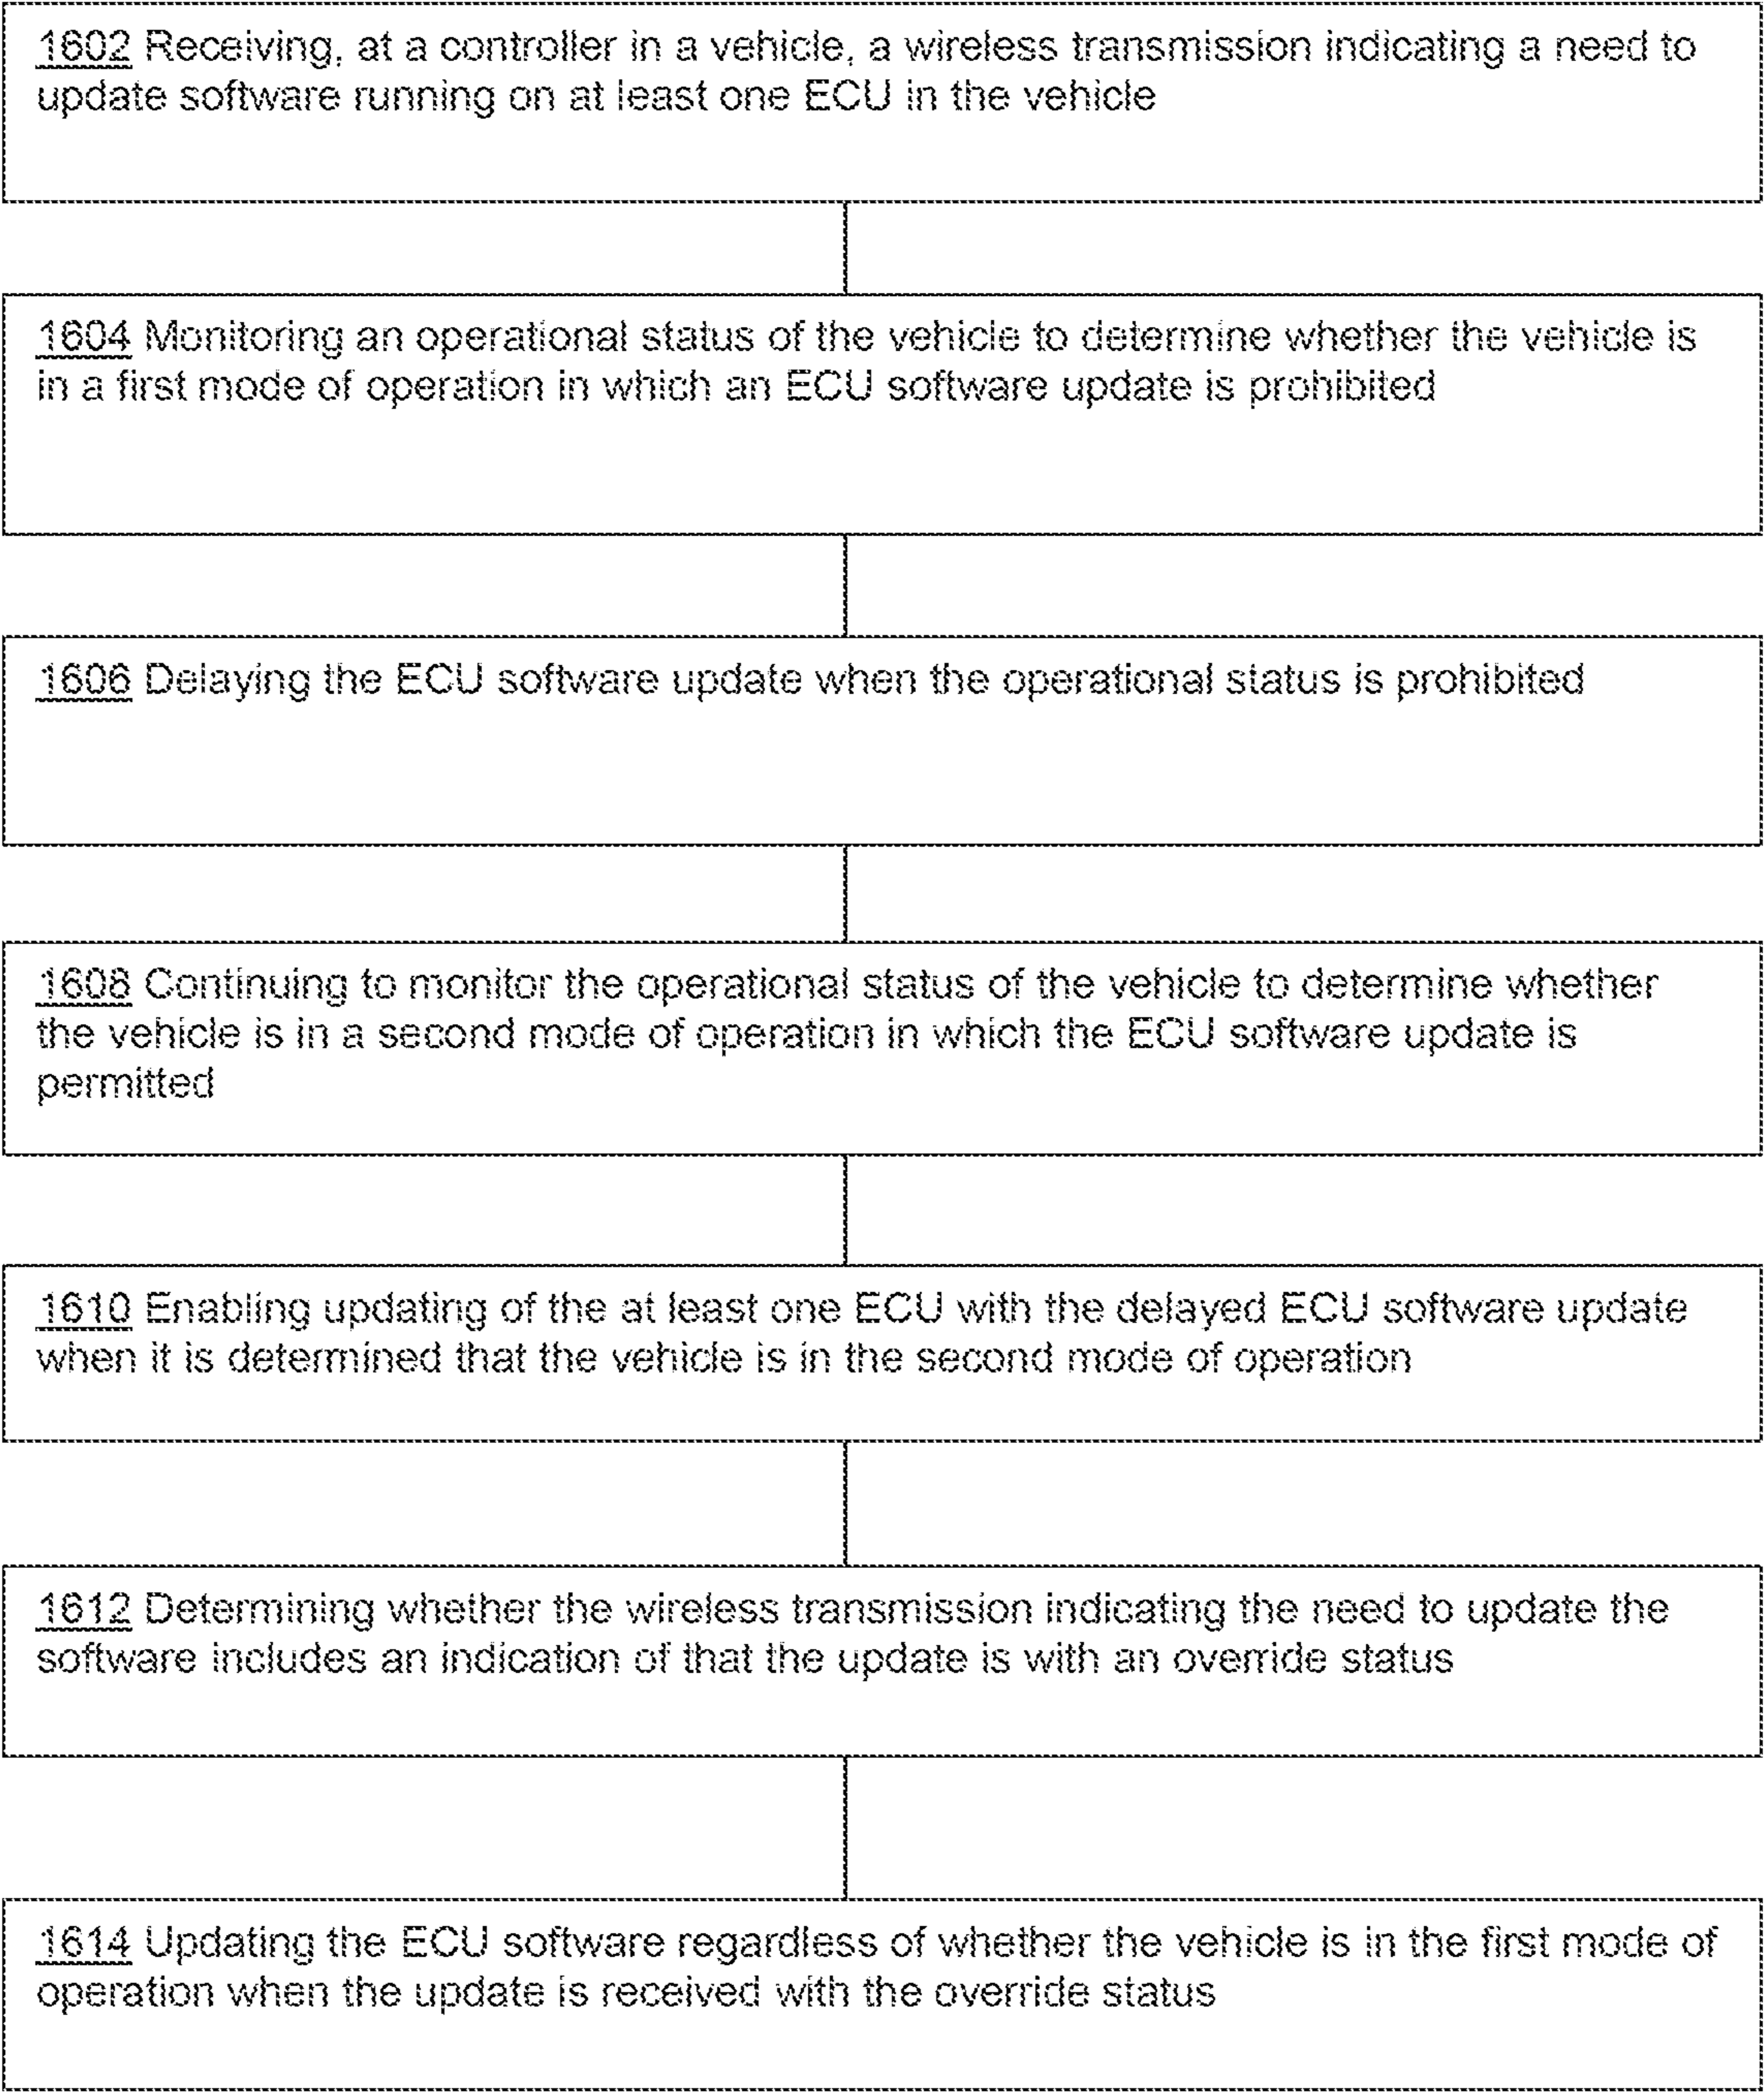 1602 Receiving, at a controller in a vehicle, a wireless transmission indicating a need to
update software running on at least one ECU in the vehicle
1604 Monitoring an operational status of the vehicle to determine whether the vehicle is
in a first mode of operation in which an ECU software update is prohibited
1606 Delaying the ECU software update when the operational status is prohibited
1608 Continuing to monitor the operational status of the vehicle to determine whether
the vehicle is in a second mode of operation in which the ECU software update is
permitted
1610 Enabling updating of the at least one ECU with the delayed ECU software update
when it is determined that the vehicle is in the second mode of operation
1612 Determining whether the wireless transmission indicating the need to update the
software includes an indication of that the update is with an override status
1614 Updating the ECU software regardless of whether the vehicle is in the first mode of
operation when the update is received with the override status